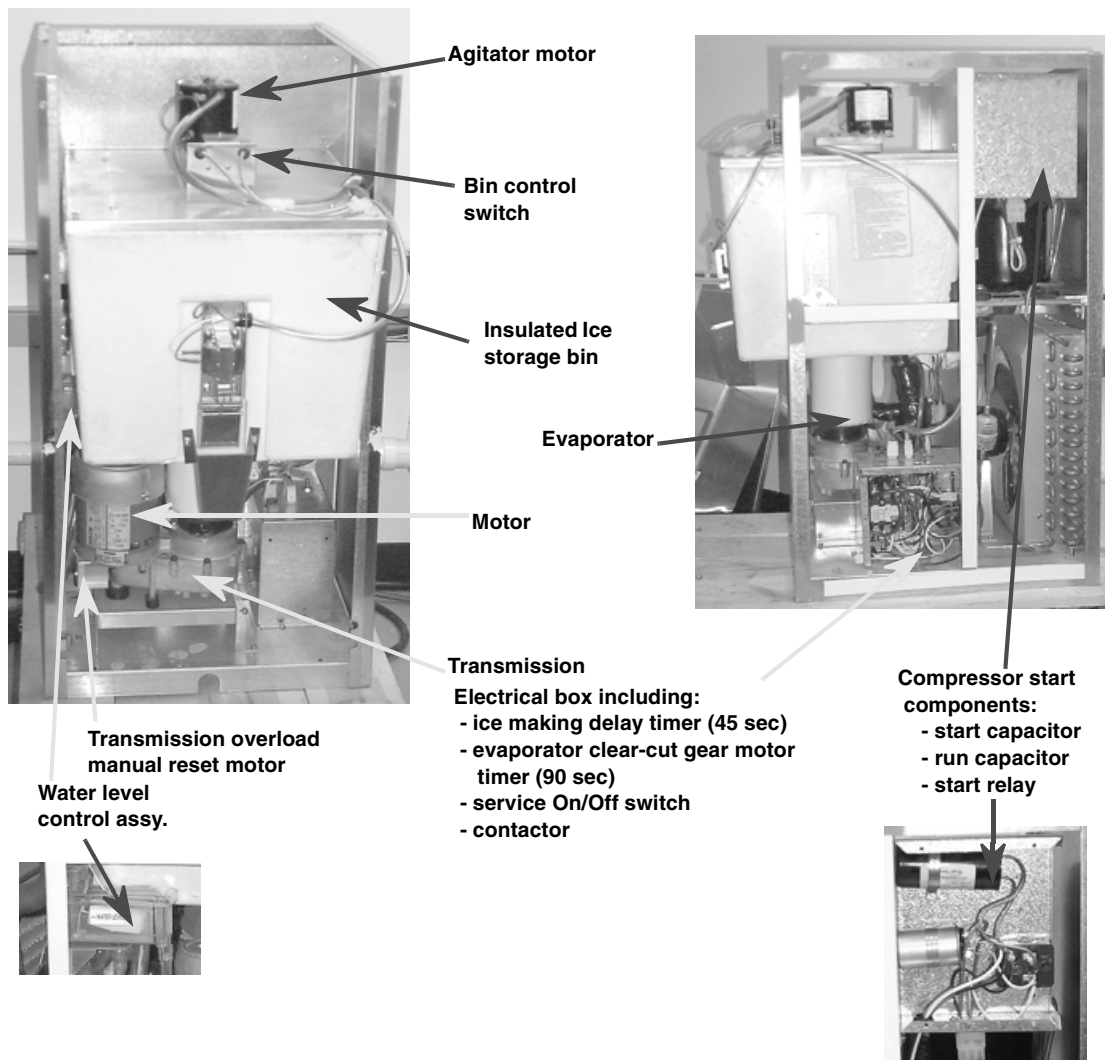 Agitator motor
Bin control
switch
Insulated Ice
storage bin
Evaporator
Motor
Transmission
Electrical box including:
- ice making delay timer (45 sec)
- evaporator clear-cut gear motor
timer (90 sec)
- service On/Off switch
- contactor
Compressor start
components:
- start capacitor
- run capacitor
- start relay
Transmission overload
manual reset motor
Water level
control assy.